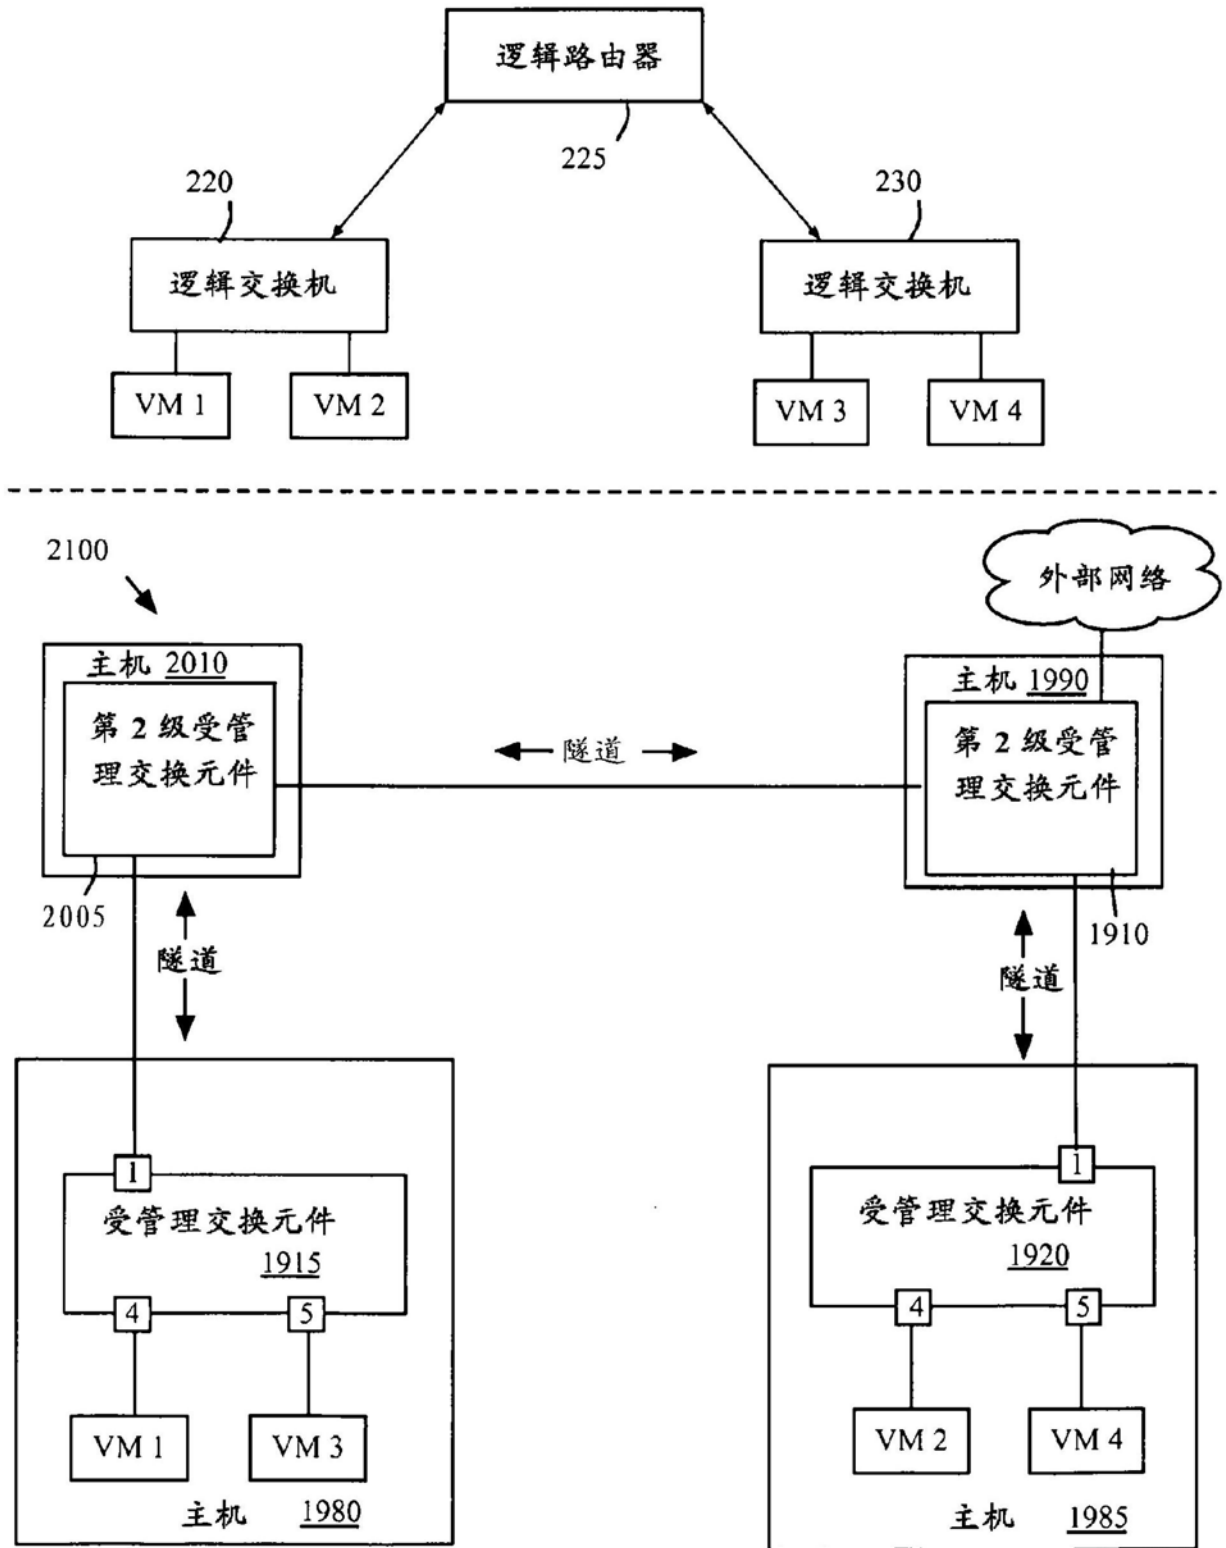 逻辑路由器
225
220
230
逻辑交换机
逻辑交换机
VM 1
VM 2
VM 3
VM 4
2100
外部网络
主机 2010
第 2 级受管
理交换元件
主机 1990
第 2 级受管
理交换元件
隧道
2005
1910
隧道
隧道
1
受管理交换元件
1915
4
5
VM 1
VM 3
主机 1980
1
受管理交换元件
1920
4
5
VM 2
VM 4
主机 1985